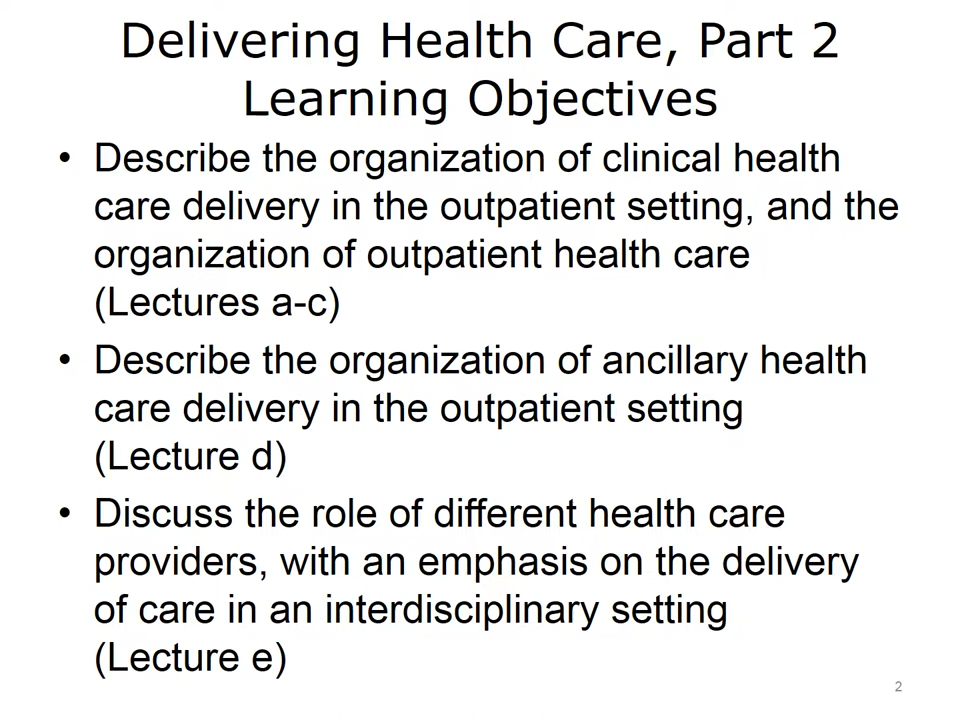 Delivering Health Care, Part 2
Learning Objectives
• Describe the organization of clinical health
care delivery in the outpatient setting, and the
organization of outpatient health care
(Lectures a-c)
• Describe the organization of ancillary health
care delivery in the outpatient setting
(Lecture d)
• Discuss the role of different health care
providers, with an emphasis on the delivery
of care in an interdisciplinary setting
(Lecture e)
2